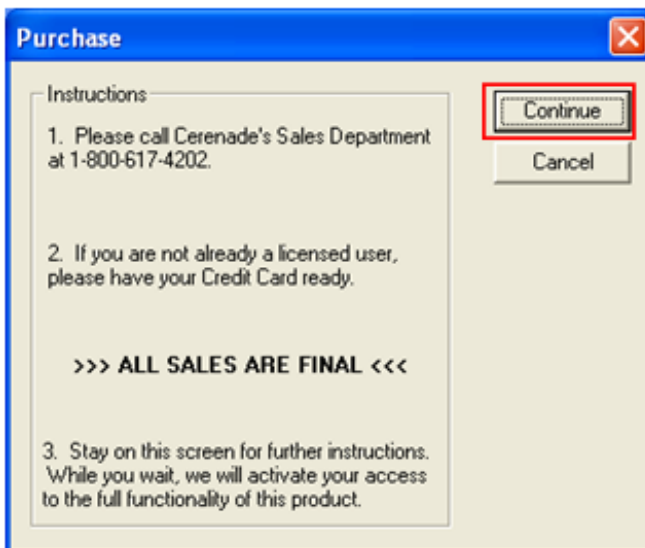 Purchase
Instructions
Continue
1. Please call Cerenade's Sales Department
at 1-800-617-4202.
Cancel
2. If you are not already a licensed user,
please have your Credit Card ready.
>>> ALL SALES ARE FINAL <<<
3. Stay on this screen for further instructions.
While you wait, we will activate your access
to the full functionality of this product.